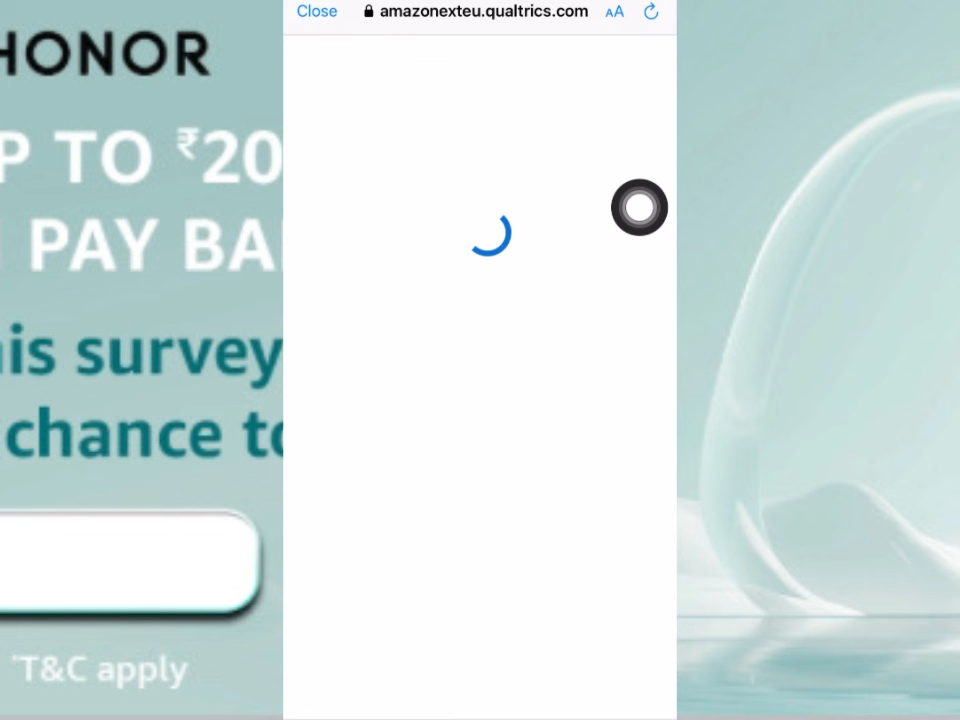 HONOR
P TO ₹20
PAY BA
is survey
chance to
*T&C apply
Close amazonexteu.qualtrics.com AA